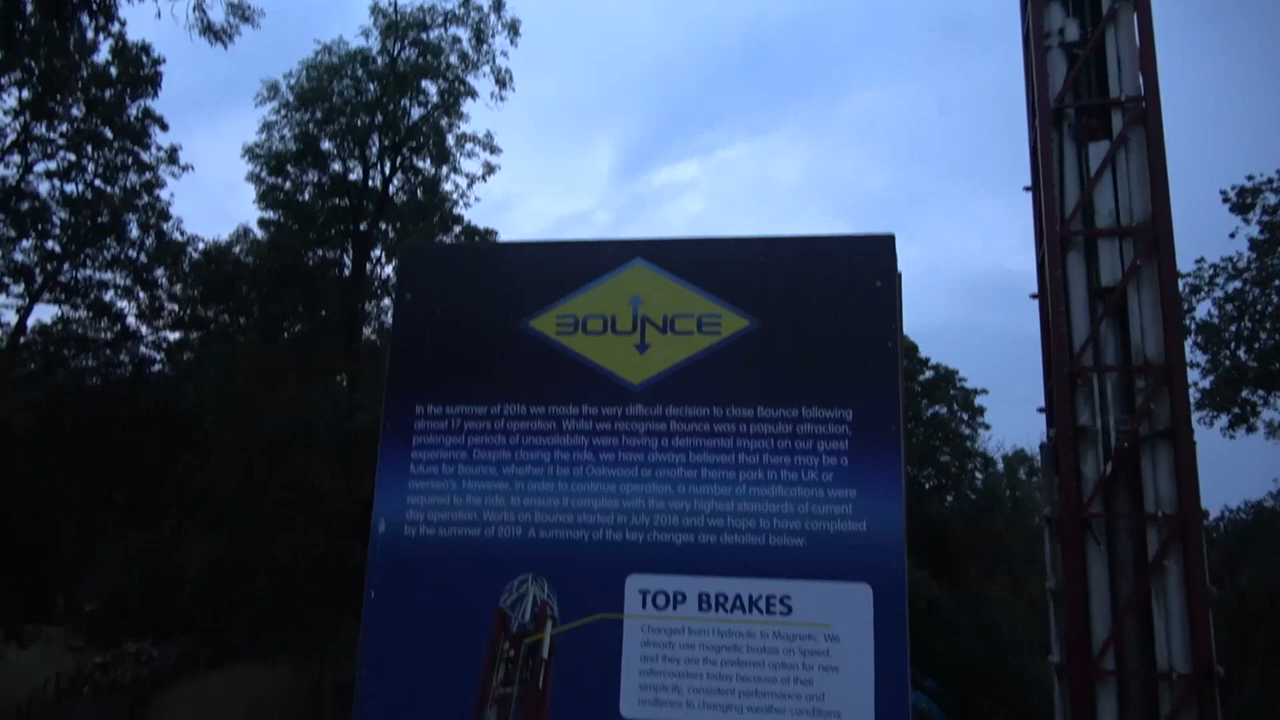 BOUNCE
In the summer of 2018 we made the very difficult decision to close Bounce following
almost 17 years of operation. Whilst we recognise Bounce was a popular attraction,
prolonged periods of unavailability were having a detrimental impact on our guest
experience. Despite closing the ride, we have always believed that there may be a
future for Bounce, whether it be at Oakwood or another theme park in the UK or
oversea's. However, in order to continue operation, a number of modifications were
required to the ride, to ensure it complies with the very highest standards of current
day operation. Works on Bounce started in July 2018 and we hope to have completed
by the summer of 2019. A summary of the key changes are detailed below:
TOP BRAKES
Changed from Hydraulic to Magnetic. We
already use magnetic brakes on Speed,
and they are the preferred option for new
rollercoasters today because of their
simplicity, consistent performance and
resilience to changing weather conditions